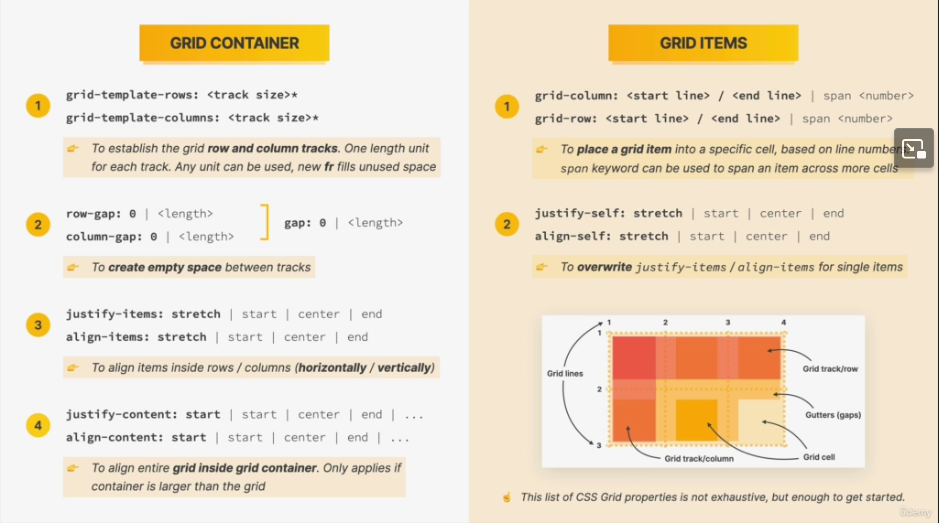 GRID CONTAINER
1
grid-template-rows: <track size>*
grid-template-columns: <track size>*
To establish the grid row and column tracks. One length unit
for each track. Any unit can be used, new fr fills unused space
2
row-gap: 0 | <length>
column-gap: 0 | <length>
gap: 0 | <length>
To create empty space between tracks
3
justify-items: stretch | start | center | end
align-items: stretch | start | center | end
To align items inside rows / columns (horizontally / vertically)
4
justify-content: start | start | center | end | ...
align-content: start | start | center | end | ...
To align entire grid inside grid container. Only applies if
container is larger than the grid
GRID ITEMS
1
grid-column: <start line> / <end line> | span <number>
grid-row: <start line> / <end line> | span <number>
To place a grid item into a specific cell, based on line numbers.
span keyword can be used to span an item across more cells
2
justify-self: stretch | start | center | end
align-self: stretch | start | center | end
To overwrite justify-items / align-items for single items
1 2 3 4
1
2
3
Grid lines
Grid track/row
Gutters (gaps)
Grid cell
Grid track/column
This list of CSS Grid properties is not exhaustive, but enough to get started.
ûdemy